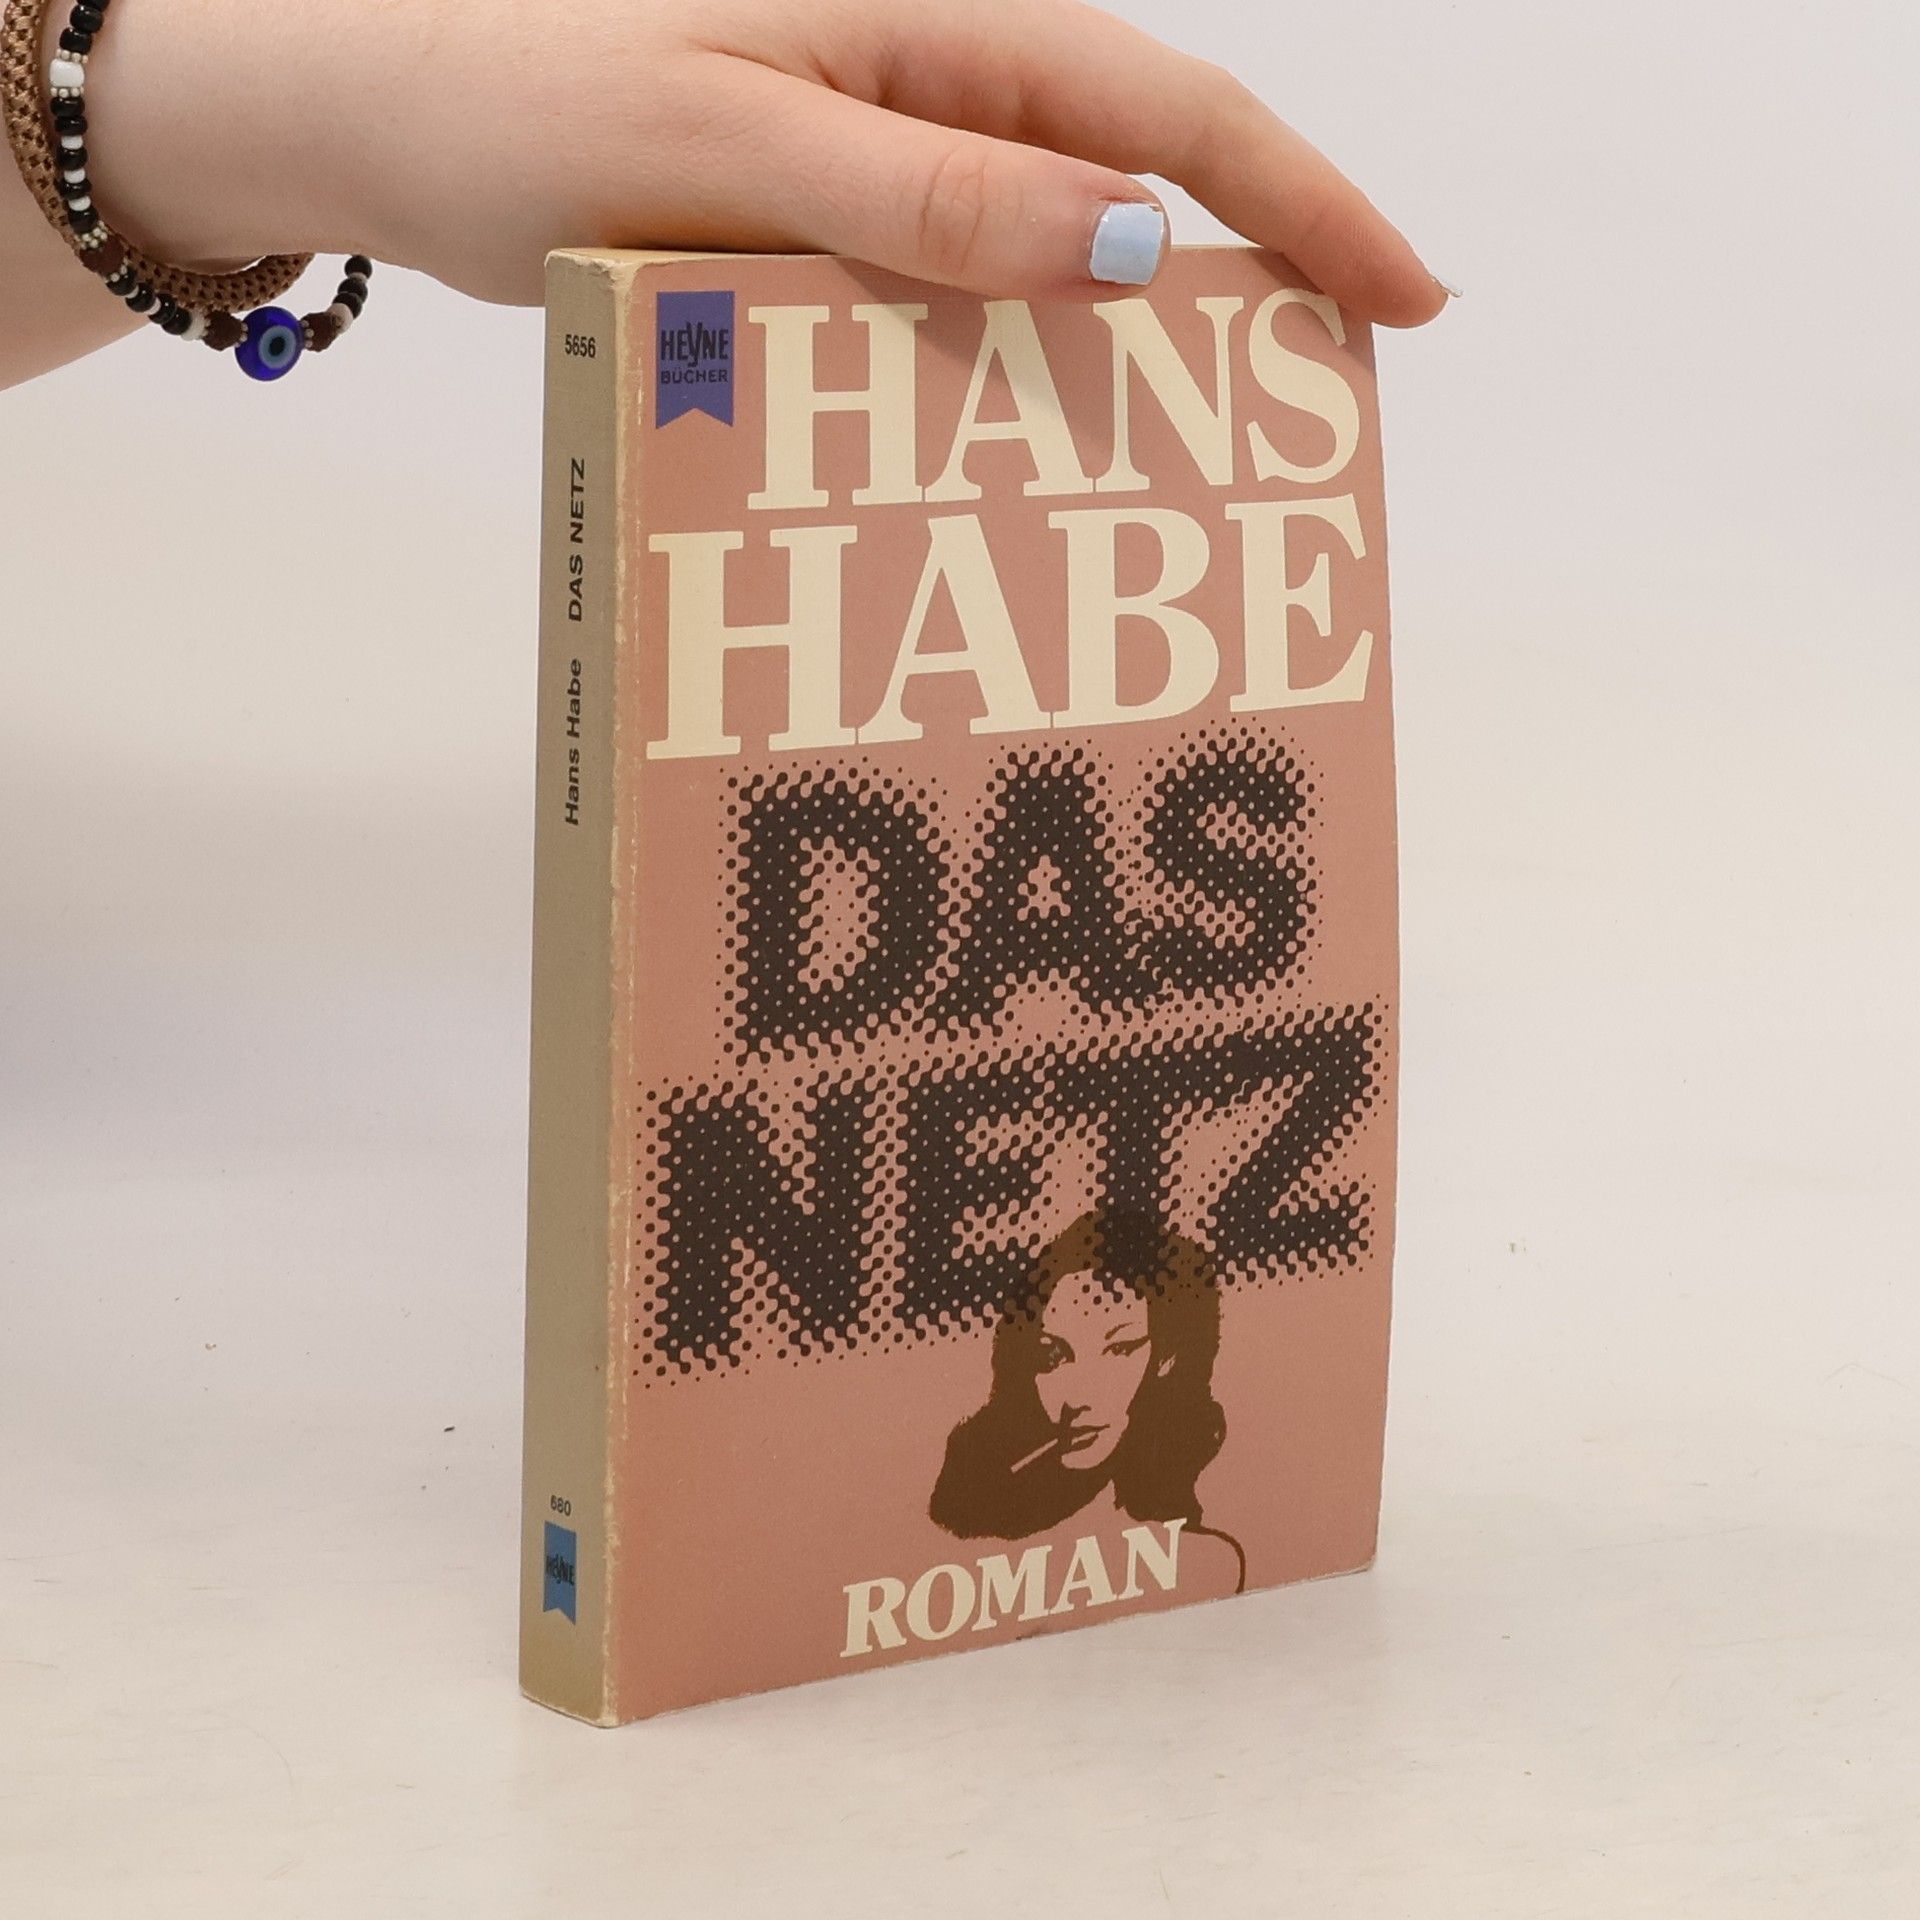 5656
Hans Habe DAS NETZ
680
HEYNE
HEYNE
BÜCHER
HANS
HABE
DAS
NETZ
ROMAN